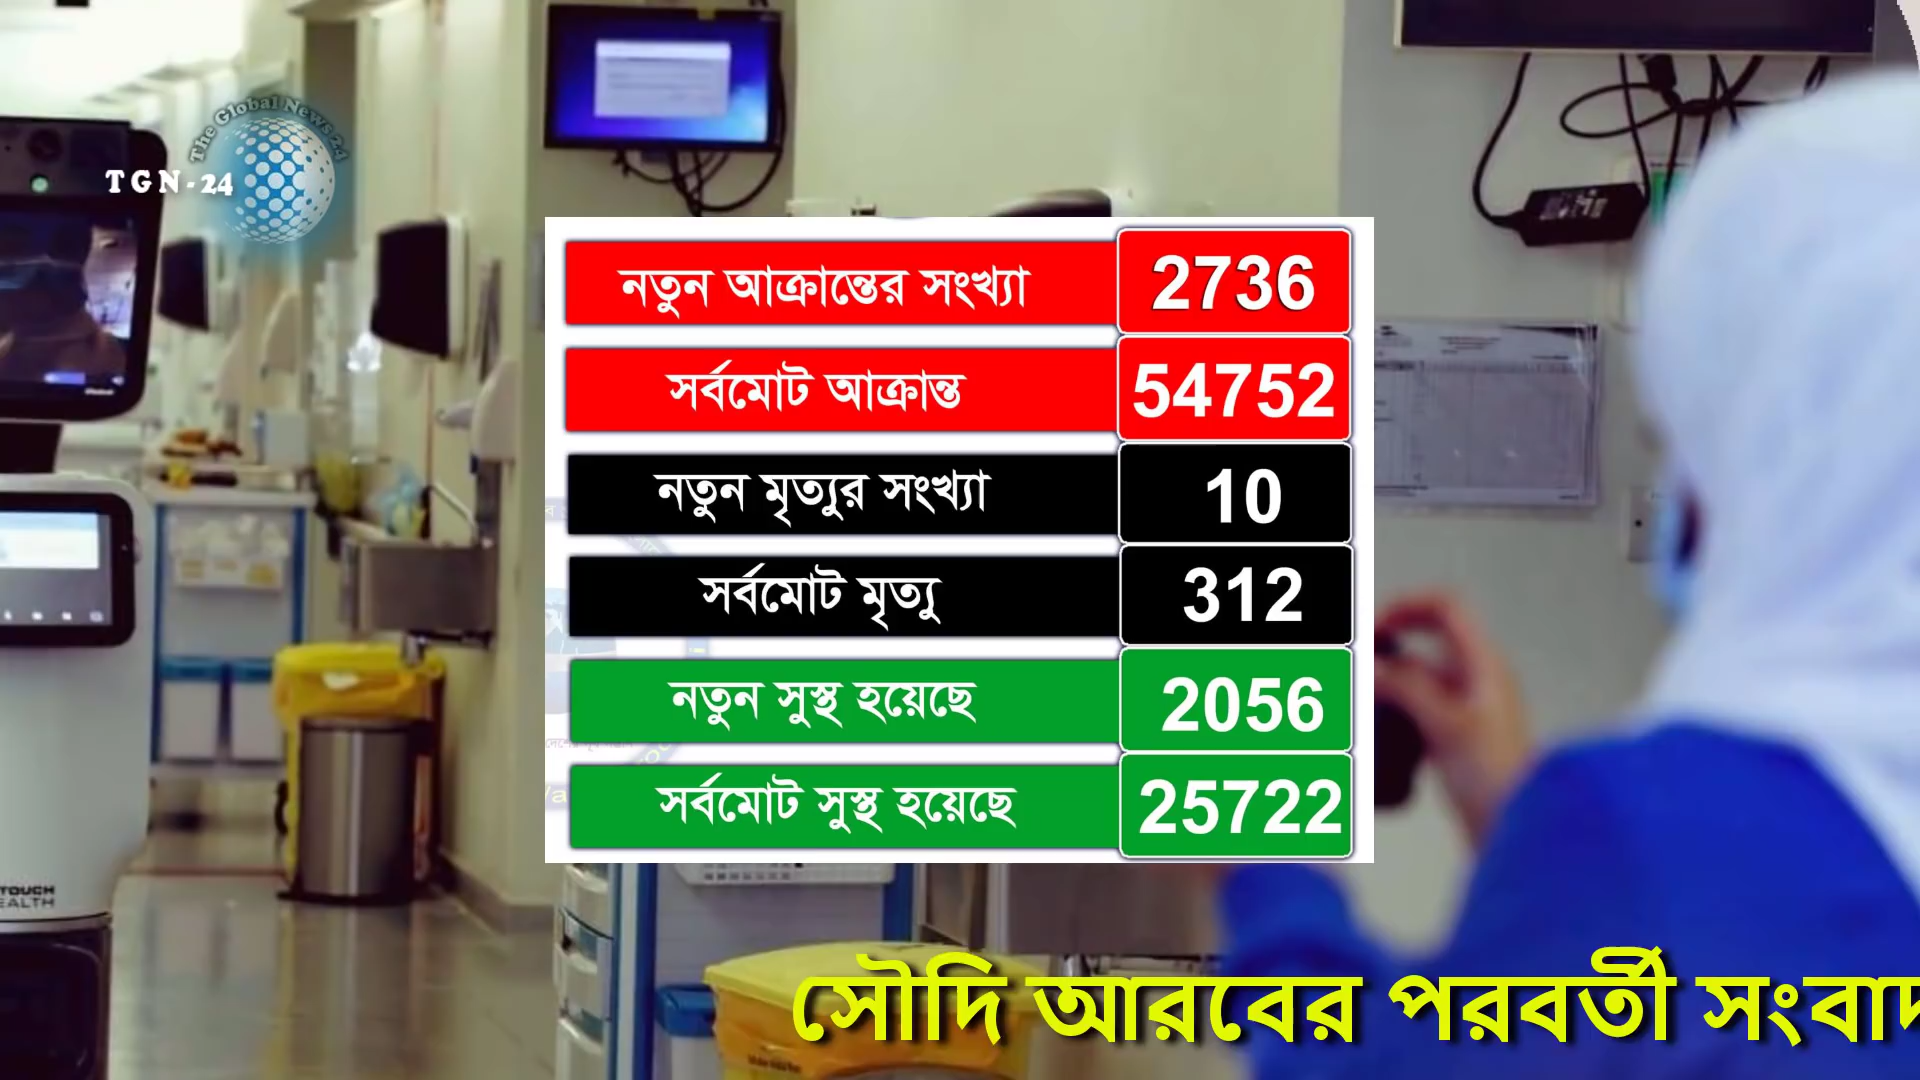 The Global News 24
TGN-24
নতুন আক্রান্তের সংখ্যা 2736
সর্বমোট আক্রান্ত 54752
নতুন মৃত্যুর সংখ্যা 10
সর্বমোট মৃত্যু 312
নতুন সুস্থ হয়েছে 2056
সর্বমোট সুস্থ হয়েছে 25722
সৌদি আরবের পরবর্তী সংবাদ